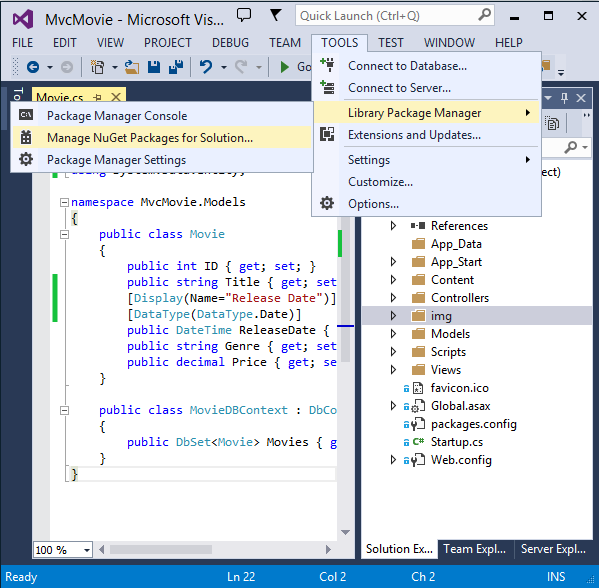 MvcMovie - Microsoft Vis...
Quick Launch (Ctrl+Q)
FILE EDIT VIEW PROJECT DEBUG TEAM TOOLS TEST WINDOW HELP
Go
Connect to Database...
Connect to Server...
Library Package Manager
Extensions and Updates...
Settings
Customize...
Options...
Movie.cs
Package Manager Console
Manage NuGet Packages for Solution...
Package Manager Settings
namespace MvcMovie.Models
{
public class Movie
{
public int ID { get; set; }
public string Title { get; set
[Display(Name="Release Date")]
[DataType(DataType.Date)]
public DateTime ReleaseDate {
public string Genre { get; set
public decimal Price { get; se
}
public class MovieDBContext : DbCo
{
public DbSet<Movie> Movies { g
}
}
100 %
References
App_Data
App_Start
Content
Controllers
img
Models
Scripts
Views
favicon.ico
Global.asax
packages.config
C# Startup.cs
Web.config
Solution Ex... Team Expl... Server Expl...
Ready Ln 22 Col 2 Ch 2 INS